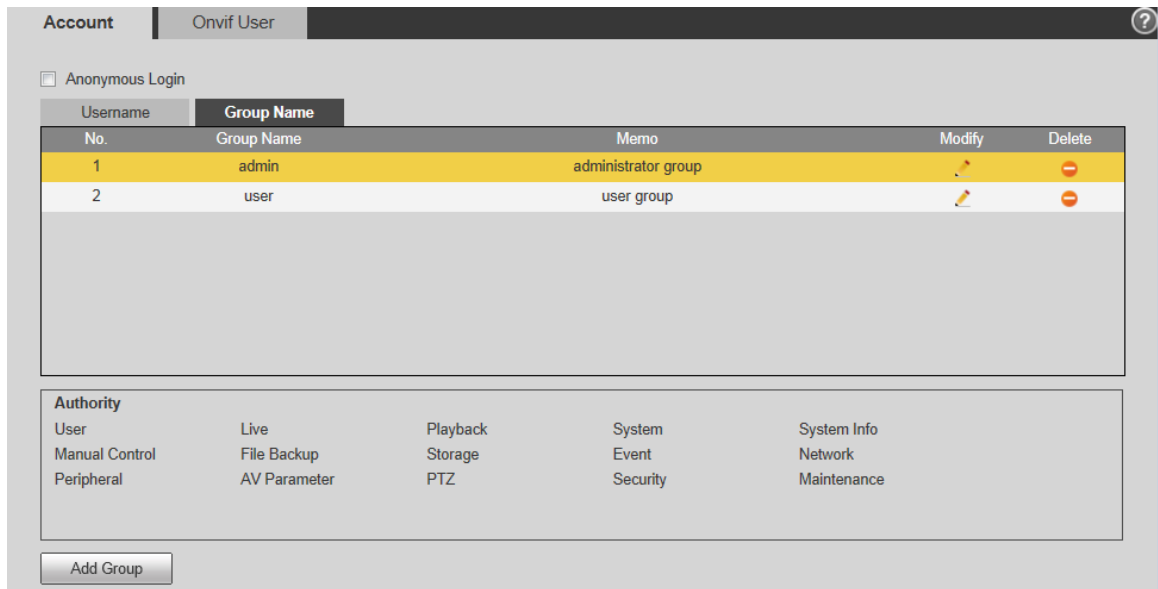 Account Onvif User ?
Anonymous Login
Username Group Name
No. Group Name Memo Modify Delete
1 admin administrator group
2 user user group
Authority
User Live Playback System System Info
Manual Control File Backup Storage Event Network
Peripheral AV Parameter PTZ Security Maintenance
Add Group